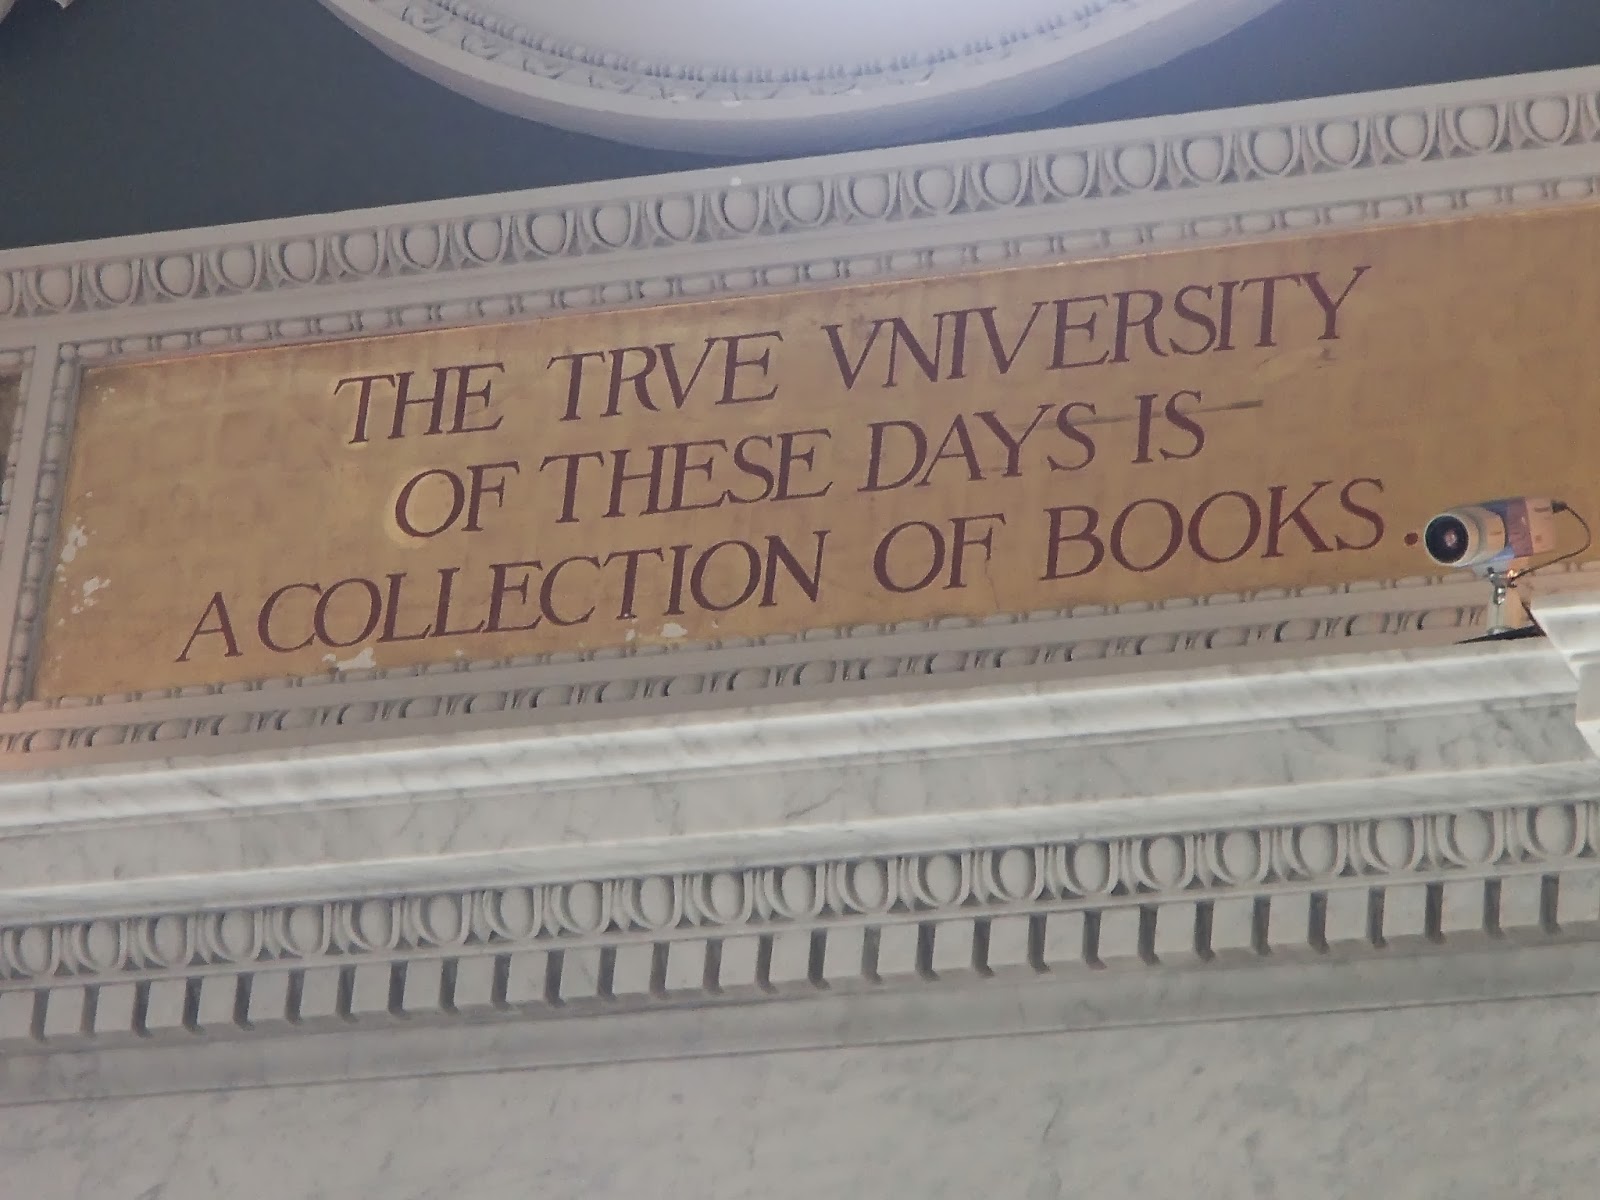 THE TRVE VNIVERSITY
OF THESE DAYS IS
A COLLECTION OF BOOKS.